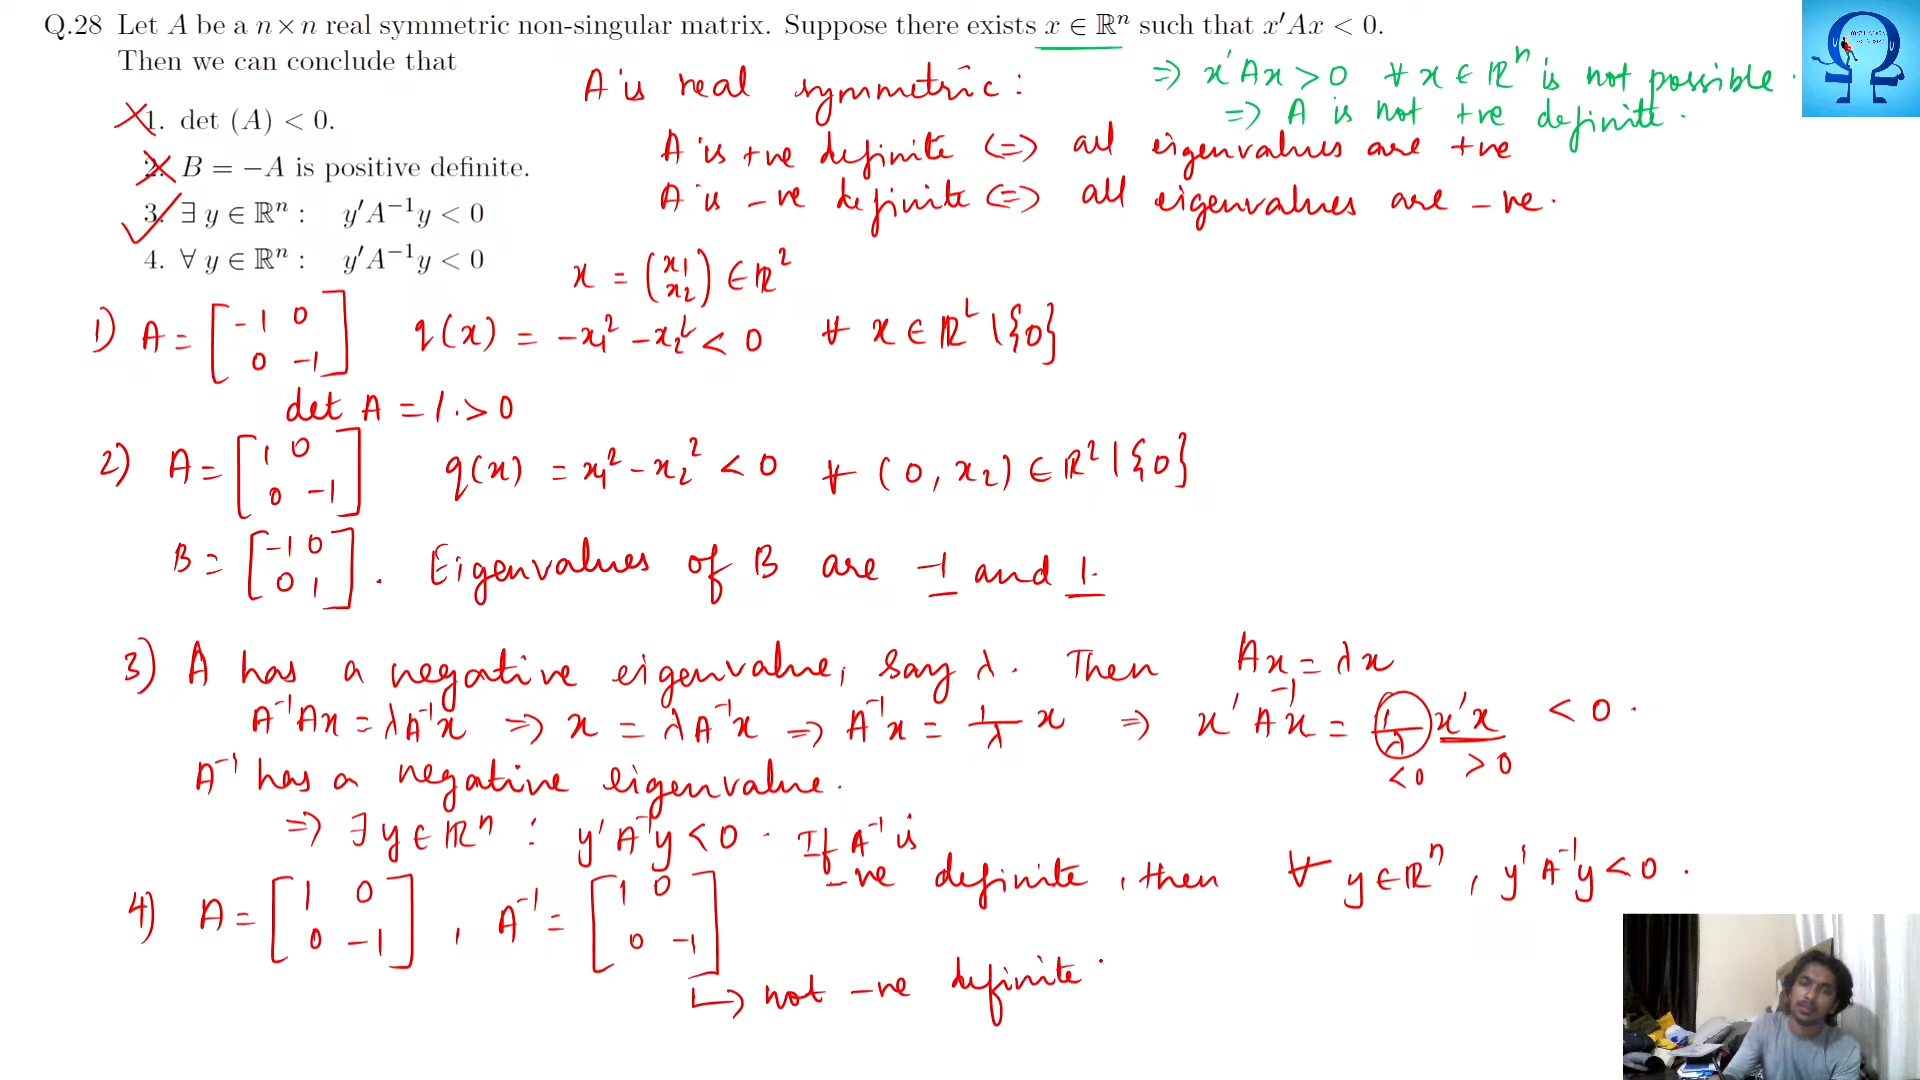 Q.28 Let A be a n × n real symmetric non-singular matrix. Suppose there exists x ∈ ℝⁿ such that x′Ax < 0.
Then we can conclude that
1. det (A) < 0.
2. B = −A is positive definite.
3. ∃ y ∈ ℝⁿ : y′A⁻¹y < 0
4. ∀ y ∈ ℝⁿ : y′A⁻¹y < 0
⇒ x'Ax > 0 ∀ x ∈ ℝⁿ is not possible.
⇒ A is not +ve definite.
A is real symmetric :
A is +ve definite ⇔ all eigenvalues are +ve
A is −ve definite ⇔ all eigenvalues are −ve.
x = (x₁ x₂) ∈ ℝ²
1) A = [-1 0 0 -1] q(x) = −x₁² − x₂² < 0 ∀ x ∈ ℝ² \ {0}
det A = 1. > 0
2) A = [1 0 0 -1] q(x) = x₁² − x₂² < 0 ∀ (0, x₂) ∈ ℝ² \ {0}
B = [-1 0 0 1] . Eigenvalues of B are -1 and 1.
3) A has a negative eigenvalue, say λ. Then Ax = λx
A⁻¹Ax = λA⁻¹x ⇒ x = λA⁻¹x ⇒ A⁻¹x = 1/λ x ⇒ x' A⁻¹x = (1/λ) x'x < 0 .
<0 >0
A⁻¹ has a negative eigenvalue.
⇒ ∃ y ∈ ℝⁿ : y'A⁻¹y < 0 . If A⁻¹ is
−ve definite , then ∀ y ∈ ℝⁿ , y' A⁻¹y < 0 .
4) A = [1 0 0 -1] , A⁻¹ = [1 0 0 -1]
↳ not −ve definite.